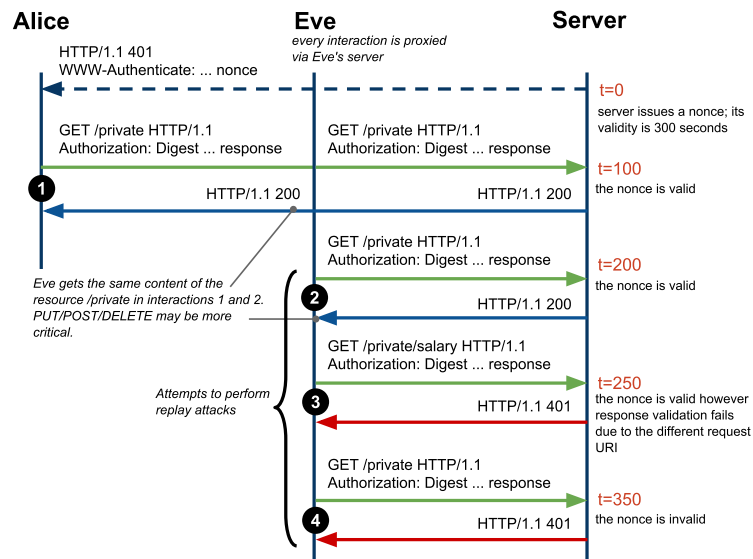 Alice
Eve
Server
every interaction is proxied
via Eve's server
HTTP/1.1 401
WWW-Authenticate: ... nonce
t=0
server issues a nonce; its
validity is 300 seconds
GET /private HTTP/1.1
Authorization: Digest ... response
GET /private HTTP/1.1
Authorization: Digest ... response
t=100
the nonce is valid
1
HTTP/1.1 200
HTTP/1.1 200
GET /private HTTP/1.1
Authorization: Digest ... response
t=200
the nonce is valid
Eve gets the same content of the
resource /private in interactions 1 and 2.
PUT/POST/DELETE may be more
critical.
2
HTTP/1.1 200
GET /private/salary HTTP/1.1
Authorization: Digest ... response
t=250
the nonce is valid however
response validation fails
due to the different request
URI
Attempts to perform
replay attacks
3
HTTP/1.1 401
GET /private HTTP/1.1
Authorization: Digest ... response
t=350
the nonce is invalid
4
HTTP/1.1 401